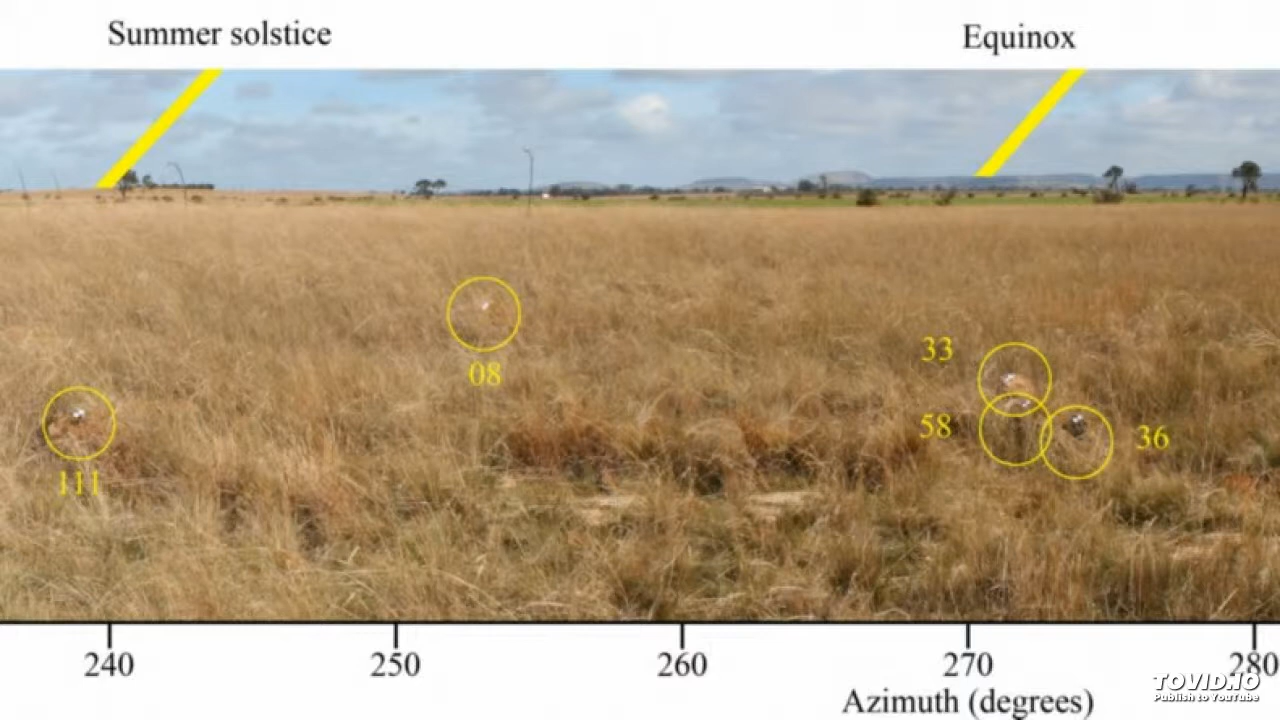 Summer solstice
Equinox
33
08
58
36
111
240
250
260
270
280
Azimuth (degrees)
TOVID.IO
Publish to YouTube